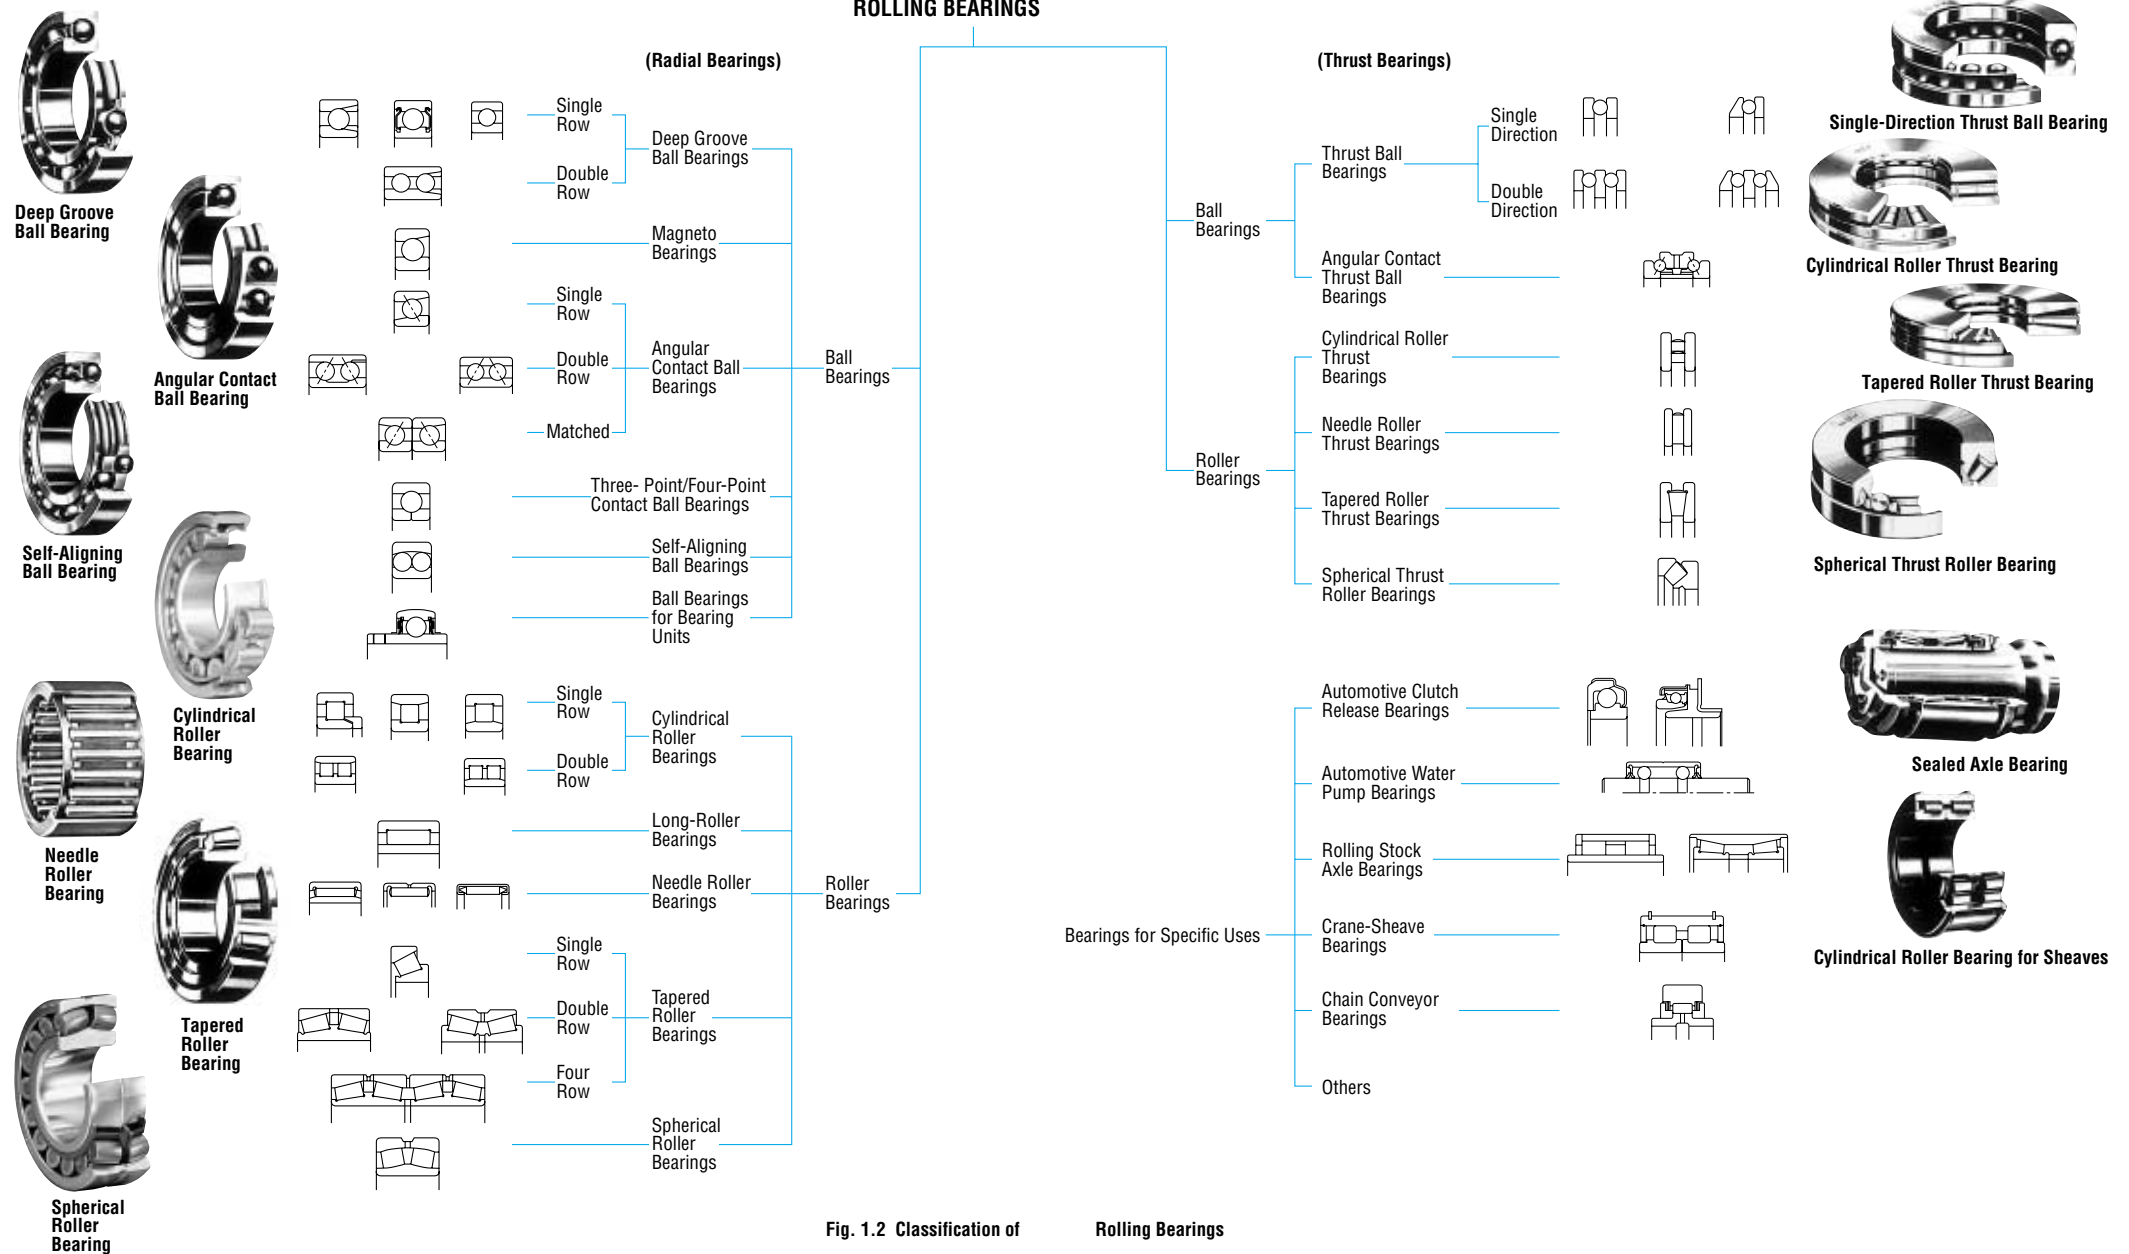 ROLLING BEARINGS
(Radial Bearings)
Single
Row
Deep Groove
Ball Bearings
Double
Row
Magneto
Bearings
Single
Row
Double
Row
Angular
Contact Ball
Bearings
Matched
Three- Point/Four-Point
Contact Ball Bearings
Self-Aligning
Ball Bearings
Ball Bearings
for Bearing
Units
Ball
Bearings
Single
Row
Cylindrical
Roller
Bearings
Double
Row
Long-Roller
Bearings
Needle Roller
Bearings
Roller
Bearings
Single
Row
Double
Row
Tapered
Roller
Bearings
Four
Row
Spherical
Roller
Bearings
Deep Groove
Ball Bearing
Angular Contact
Ball Bearing
Self-Aligning
Ball Bearing
Cylindrical
Roller
Bearing
Needle
Roller
Bearing
Tapered
Roller
Bearing
Spherical
Roller
Bearing
(Thrust Bearings)
Ball
Bearings
Thrust Ball
Bearings
Single
Direction
Double
Direction
Angular Contact
Thrust Ball
Bearings
Roller
Bearings
Cylindrical Roller
Thrust
Bearings
Needle Roller
Thrust Bearings
Tapered Roller
Thrust Bearings
Spherical Thrust
Roller Bearings
Bearings for Specific Uses
Automotive Clutch
Release Bearings
Automotive Water
Pump Bearings
Rolling Stock
Axle Bearings
Crane-Sheave
Bearings
Chain Conveyor
Bearings
Others
Single-Direction Thrust Ball Bearing
Cylindrical Roller Thrust Bearing
Tapered Roller Thrust Bearing
Spherical Thrust Roller Bearing
Sealed Axle Bearing
Cylindrical Roller Bearing for Sheaves
Fig. 1.2 Classification of Rolling Bearings